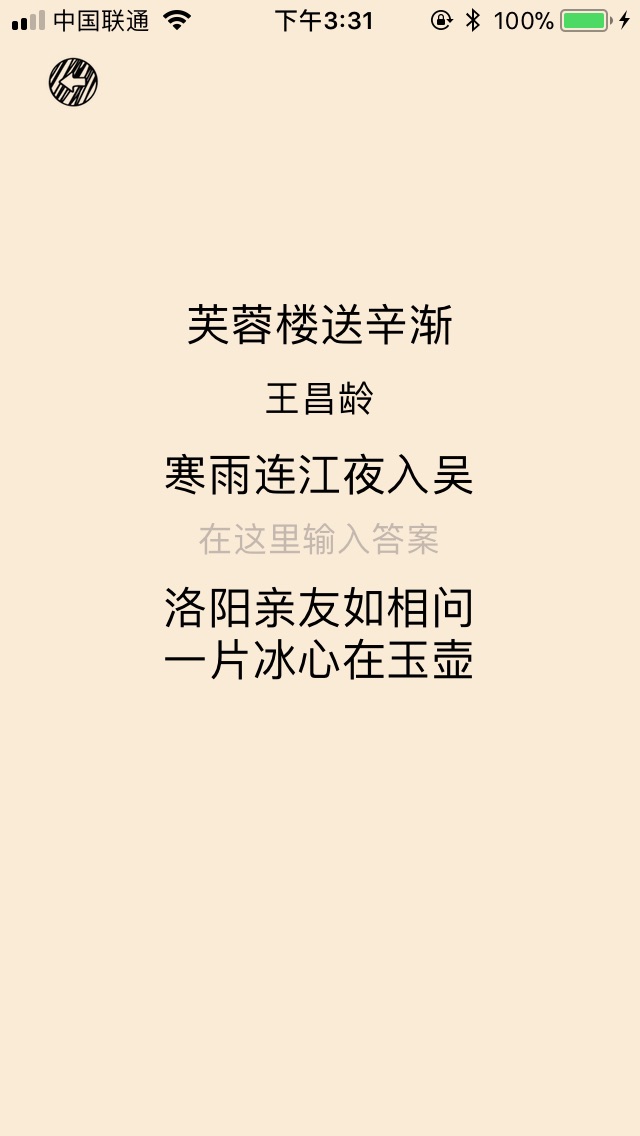 中国联通 下午3:31 100%
芙蓉楼送辛渐
王昌龄
寒雨连江夜入吴
在这里输入答案
洛阳亲友如相问
一片冰心在玉壶